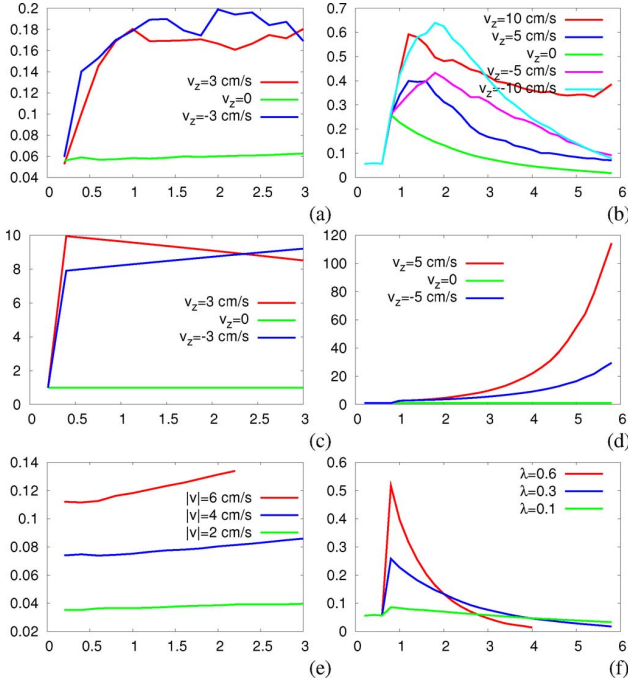 0.2
0.18
0.16
0.14
0.12
0.1
0.08
0.06
0.04
v_z=3 cm/s
v_z=0
v_z=-3 cm/s
0 0.5 1 1.5 2 2.5 3
(a)
0.7
0.6
0.5
0.4
0.3
0.2
0.1
0
v_z=10 cm/s
v_z=5 cm/s
v_z=0
v_z=-5 cm/s
v_z=-10 cm/s
0 1 2 3 4 5 6
(b)
10
8
6
4
2
0
v_z=3 cm/s
v_z=0
v_z=-3 cm/s
0 0.5 1 1.5 2 2.5 3
(c)
120
100
80
60
40
20
0
v_z=5 cm/s
v_z=0
v_z=-5 cm/s
0 1 2 3 4 5 6
(d)
0.14
0.12
0.1
0.08
0.06
0.04
0.02
|v|=6 cm/s
|v|=4 cm/s
|v|=2 cm/s
0 0.5 1 1.5 2 2.5 3
(e)
0.6
0.5
0.4
0.3
0.2
0.1
0
λ=0.6
λ=0.3
λ=0.1
0 1 2 3 4 5 6
(f)